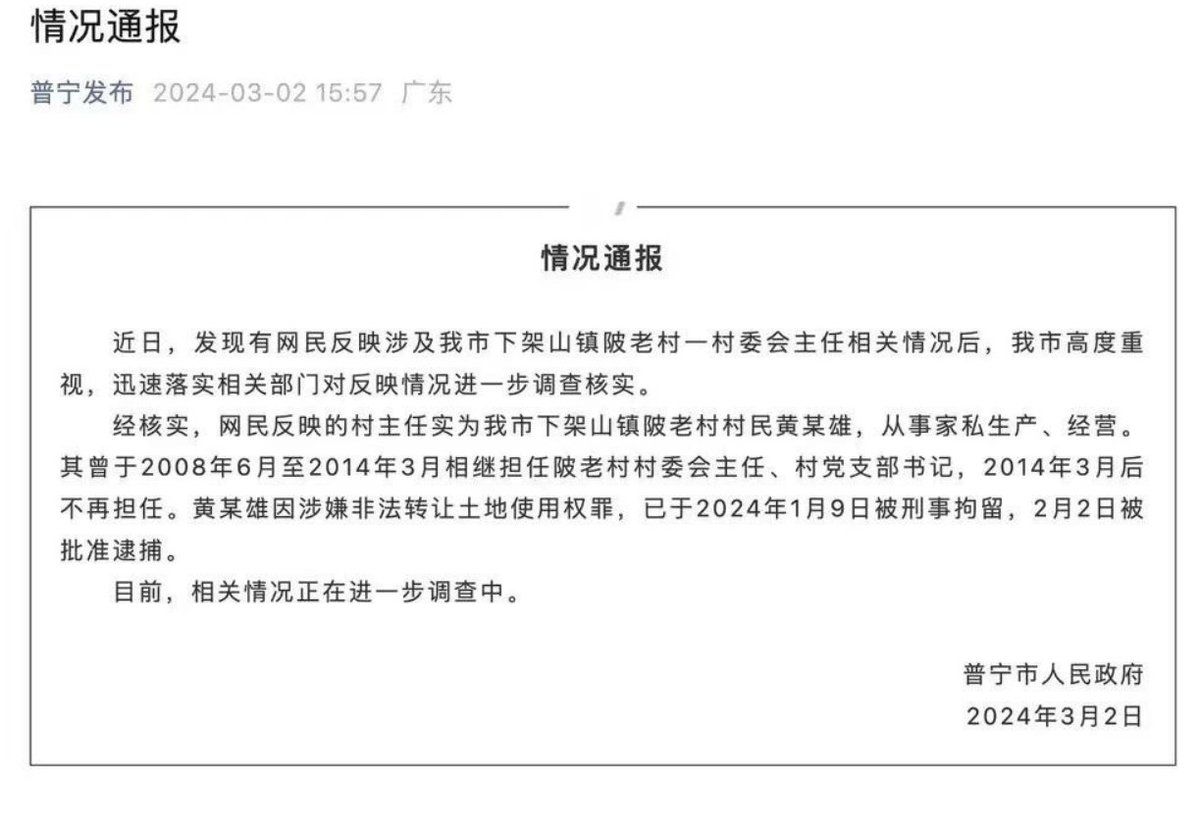 情况通报
普宁发布 2024-03-02 15:57 广东
情况通报
近日，发现有网民反映涉及我市下架山镇陂老村一村委会主任相关情况后，我市高度重
视，迅速落实相关部门对反映情况进一步调查核实。
经核实，网民反映的村主任实为我市下架山镇陂老村村民黄某雄，从事家私生产、经营。
其曾于2008年6月至2014年3月相继担任陂老村村委会主任、村党支部书记，2014年3月后
不再担任。黄某雄因涉嫌非法转让土地使用权罪，已于2024年1月9日被刑事拘留，2月2日被
批准逮捕。
目前，相关情况正在进一步调查中。
普宁市人民政府
2024年3月2日